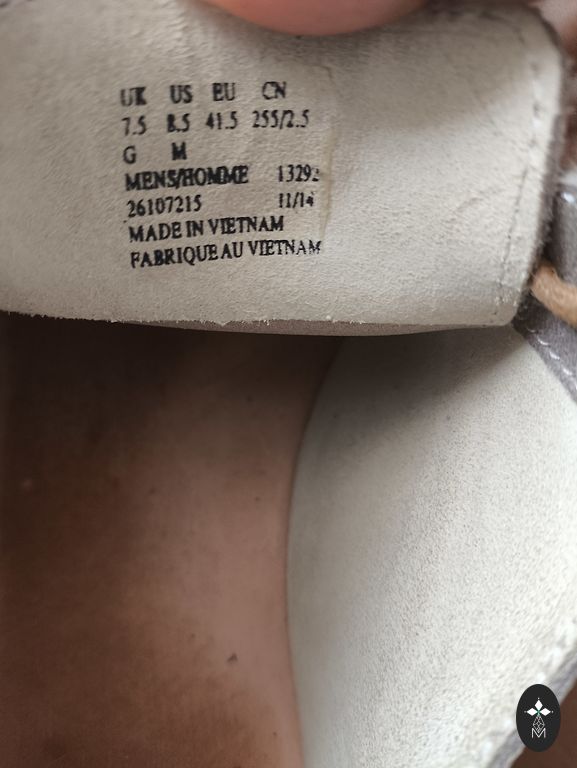 UK US EU CN
7.5 8.5 41.5 255/2.5
G M
MENS/HOMME 13292
26107215 11/14
MADE IN VIETNAM
FABRIQUE AU VIETNAM